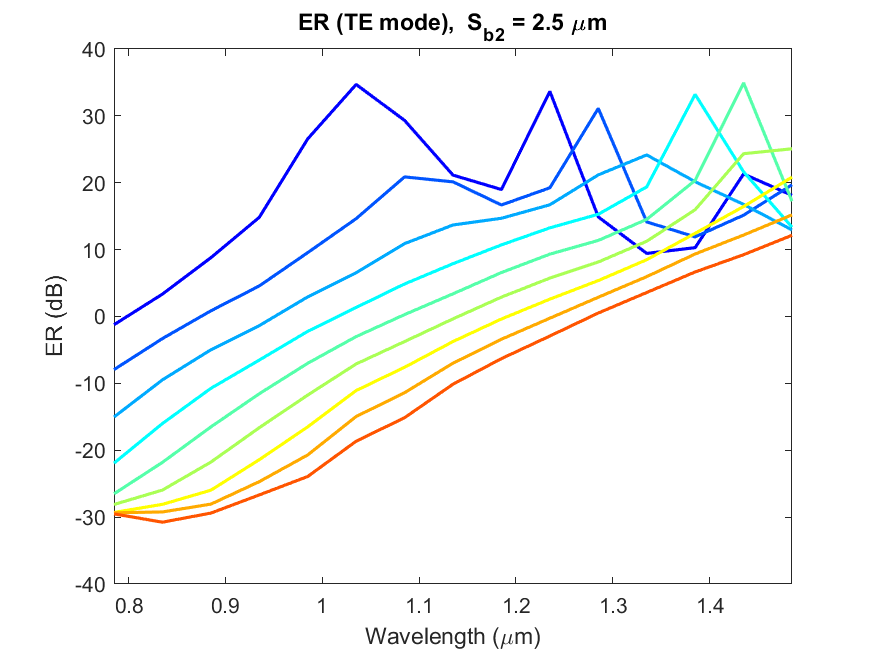 ER (TE mode),  S_b2 = 2.5 μm
40
30
20
10
0
-10
-20
-30
-40
ER (dB)
0.8 0.9 1 1.1 1.2 1.3 1.4
Wavelength (μm)